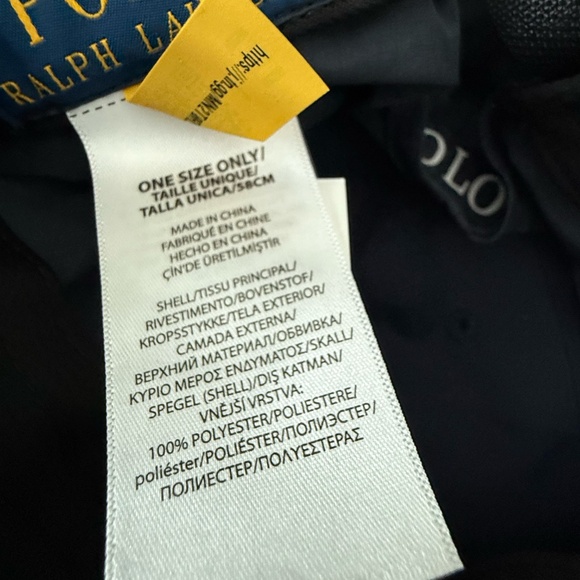 RALPH
ONE SIZE ONLY/
TAILLE UNIQUE/
TALLA UNICA/58CM
MADE IN CHINA
FABRIQUÉ EN CHINE
HECHO EN CHINA
ÇİN'DE ÜRETİLMİŞTİR
SHELL/TISSU PRINCIPAL/
RIVESTIMENTO/BOVENSTOF/
KROPSSTYKKE/TELA EXTERIOR/
CAMADA EXTERNA/
ВЕРХНИЙ МАТЕРИАЛ/ОБВИВКА/
ΚΥΡΙΟ ΜΕΡΟΣ ΕΝΔΥΜΑΤΟΣ/SKALL/
SPEGEL (SHELL)/DIŞ KATMAN/
VNĚJŠÍ VRSTVA:
100% POLYESTER/POLIESTERE/
poliéster/POLIÉSTER/ПОЛИЭСТЕР/
ПОЛИЕСТЕР/ΠΟΛΥΕΣΤΕΡΑΣ
OLO